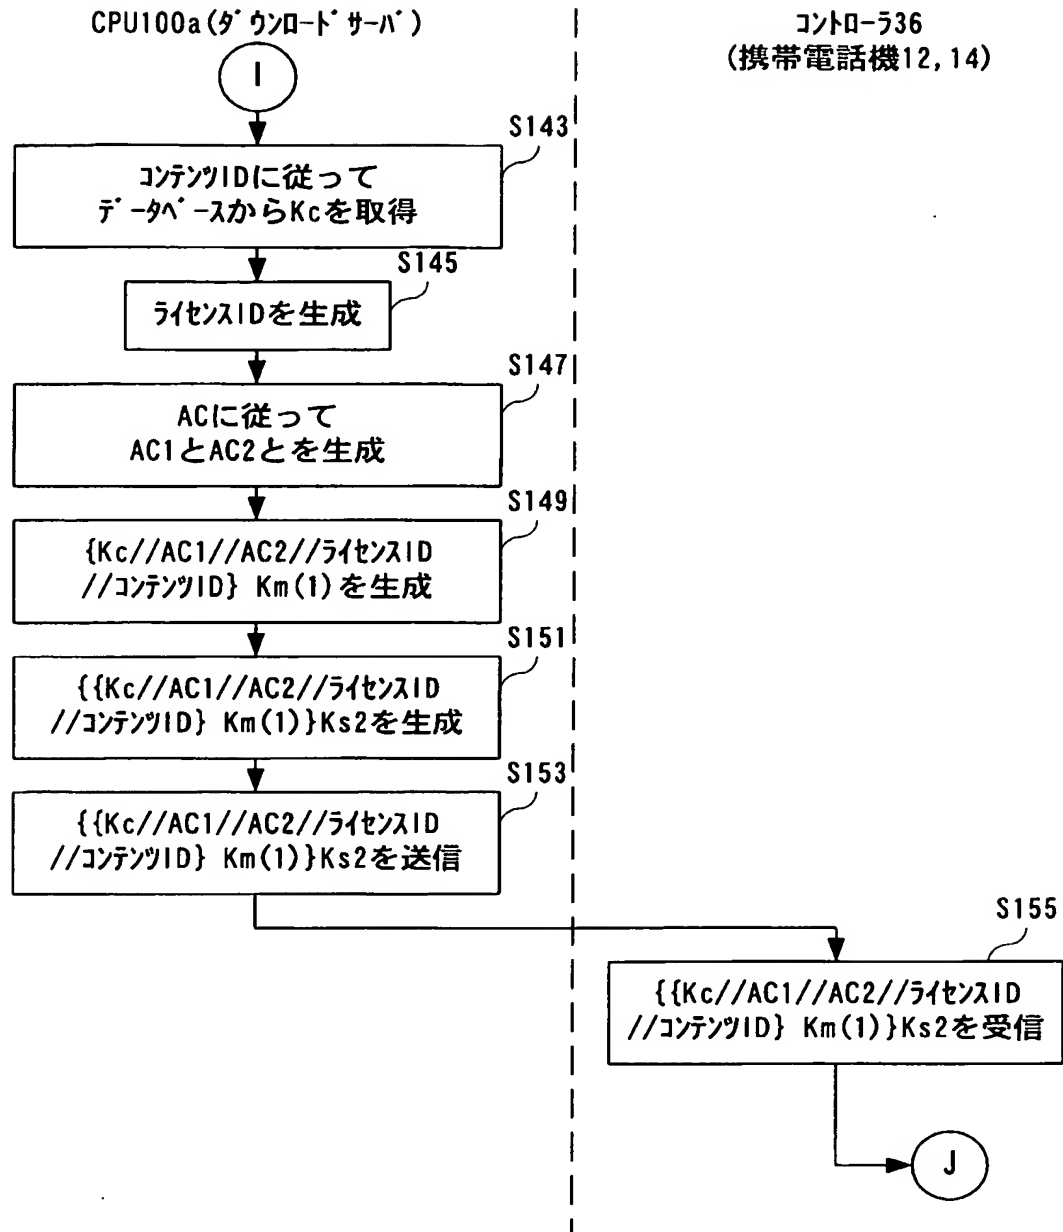 CPU100a(ﾀﾞｳﾝﾛｰﾄﾞｻｰﾊﾞ)
I
S143
ｺﾝﾃﾝﾂIDに従って
ﾃﾞｰﾀﾍﾞｰｽからKcを取得
S145
ﾗｲｾﾝｽIDを生成
S147
ACに従って
AC1とAC2とを生成
S149
{Kc//AC1//AC2//ﾗｲｾﾝｽID
//ｺﾝﾃﾝﾂID} Km(1)を生成
S151
{{Kc//AC1//AC2//ﾗｲｾﾝｽID
//ｺﾝﾃﾝﾂID} Km(1)}Ks2を生成
S153
{{Kc//AC1//AC2//ﾗｲｾﾝｽID
//ｺﾝﾃﾝﾂID} Km(1)}Ks2を送信
ｺﾝﾄﾛｰﾗ36
(携帯電話機12,14)
S155
{{Kc//AC1//AC2//ﾗｲｾﾝｽID
//ｺﾝﾃﾝﾂID} Km(1)}Ks2を受信
J